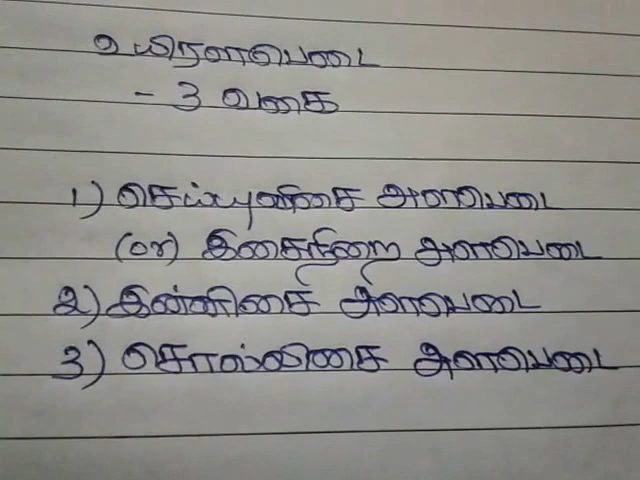 உயிரளபெடை
- 3 வகை
1) செய்யுளிசை அளபெடை
(or) இசைநிறை அளபெடை
2) இன்னிசை அளபெடை
3) சொல்லிசை அளபெடை